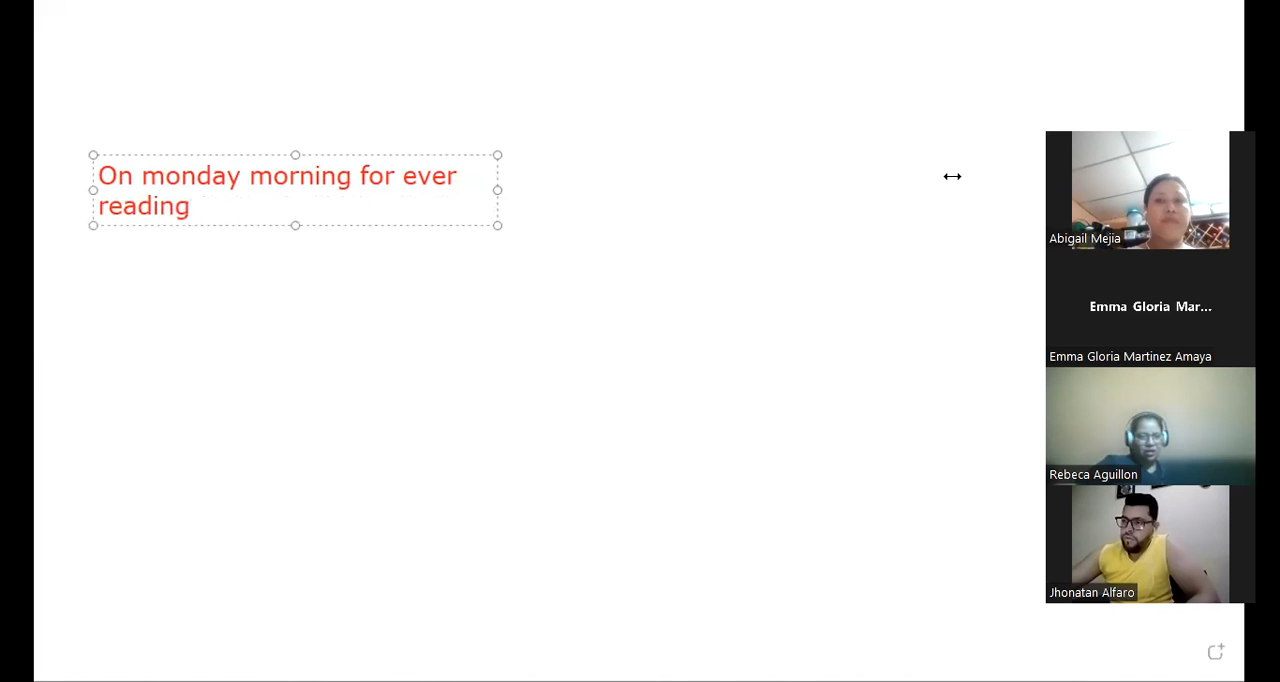 On monday morning for ever
reading
Abigail Mejia
Emma Gloria Mar...
Emma Gloria Martinez Amaya
Rebeca Aguillon
Jhonatan Alfaro